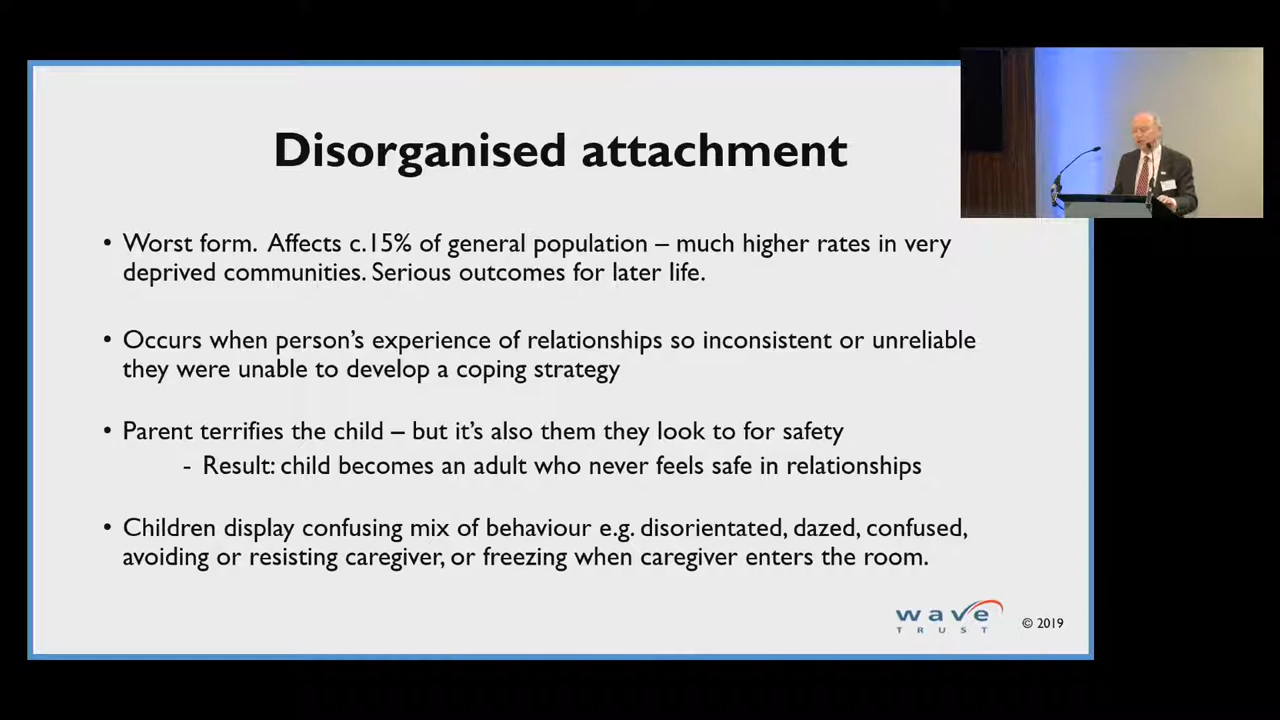 Disorganised attachment
• Worst form. Affects c.15% of general population – much higher rates in very
deprived communities. Serious outcomes for later life.
• Occurs when person’s experience of relationships so inconsistent or unreliable
they were unable to develop a coping strategy
• Parent terrifies the child – but it’s also them they look to for safety
- Result: child becomes an adult who never feels safe in relationships
• Children display confusing mix of behaviour e.g. disorientated, dazed, confused,
avoiding or resisting caregiver, or freezing when caregiver enters the room.
wave
TRUST
© 2019